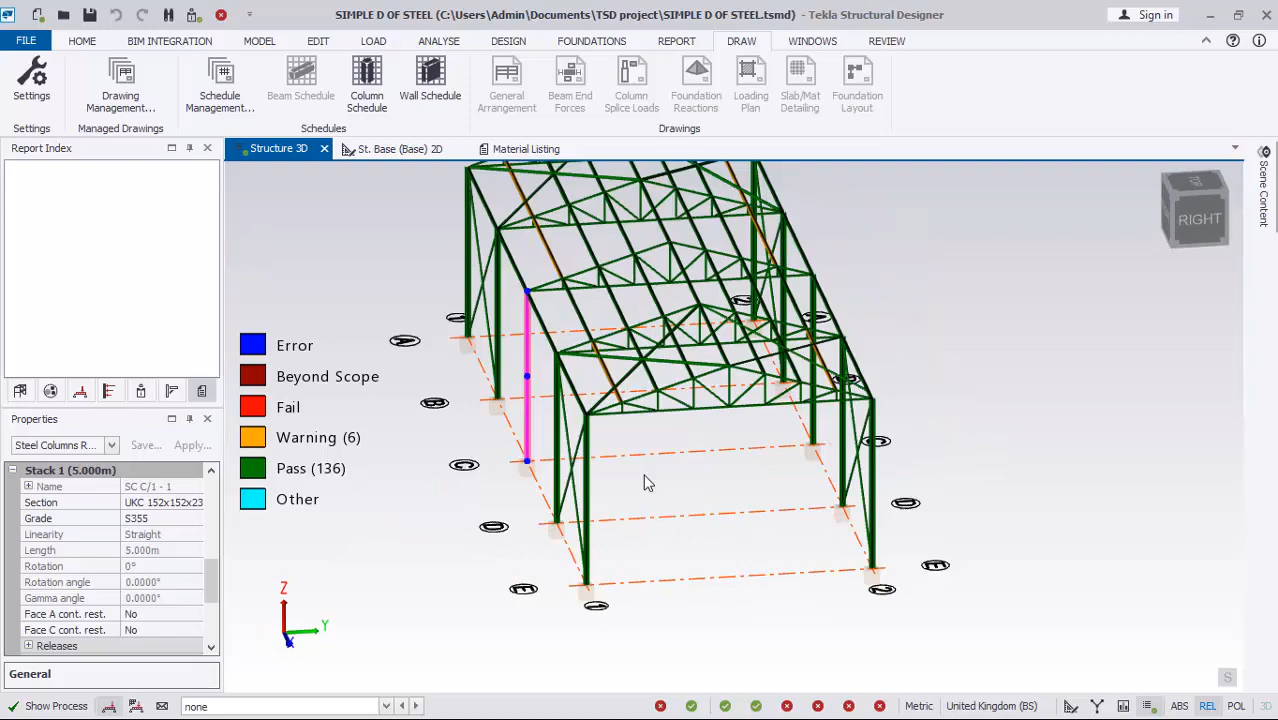 SIMPLE D OF STEEL (C:\Users\Admin\Documents\TSD project\SIMPLE D OF STEEL.tsmd) - Tekla Structural Designer
Sign in
FILE HOME BIM INTEGRATION MODEL EDIT LOAD ANALYSE DESIGN FOUNDATIONS REPORT DRAW WINDOWS REVIEW
Settings
Drawing Management...
Schedule Management...
Beam Schedule
Column Schedule
Wall Schedule
General Arrangement
Beam End Forces
Column Splice Loads
Foundation Reactions
Loading Plan
Slab/Mat Detailing
Foundation Layout
Settings Managed Drawings Schedules Drawings
Report Index
Structure 3D
St. Base (Base) 2D
Material Listing
Scene Content
TOP
RIGHT
Error
Beyond Scope
Fail
Warning (6)
Pass (136)
Other
Properties
Steel Columns R... Save... Apply...
Stack 1 (5.000m)
Name SC C/1 - 1
Section UKC 152x152x23
Grade S355
Linearity Straight
Length 5.000m
Rotation 0°
Rotation angle 0.0000°
Gamma angle 0.0000°
Face A cont. rest. No
Face C cont. rest. No
Releases
General
Z
Y
X
A
B
C
D
E
1
2
C
D
E
2
S
Show Process
none
Metric
United Kingdom (BS)
ABS REL POL 3D